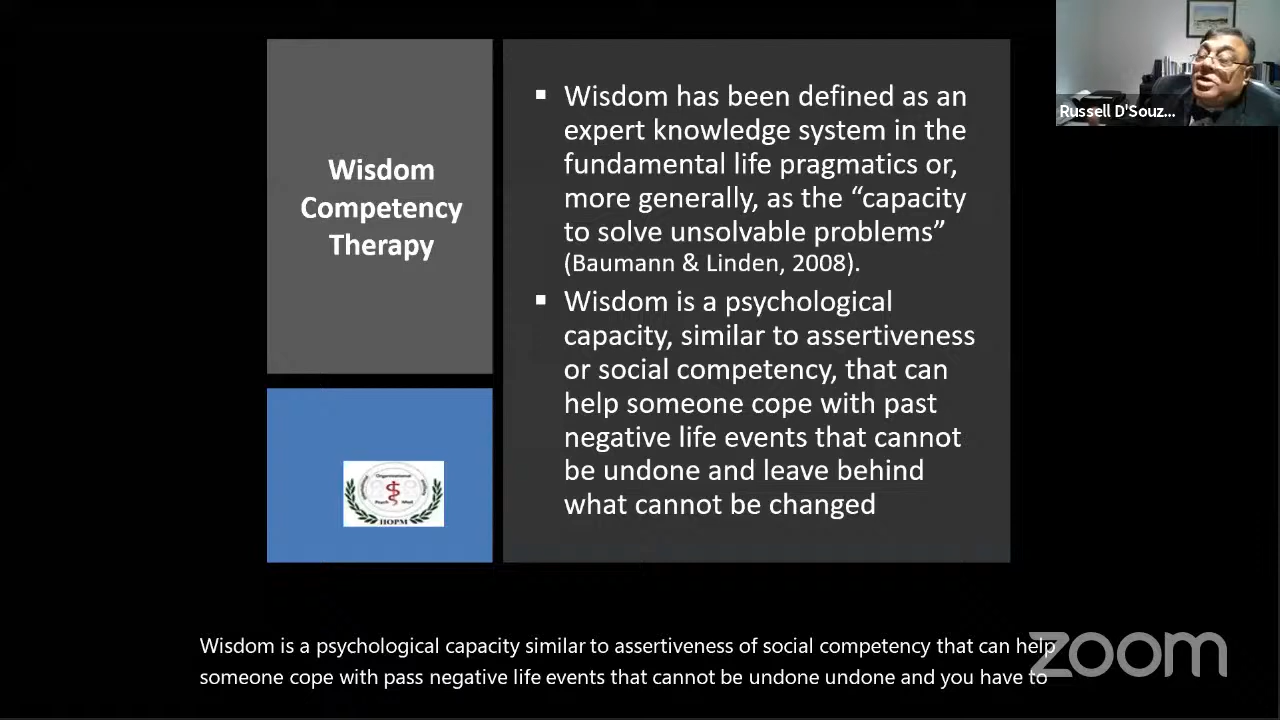 Wisdom
Competency
Therapy
▪ Wisdom has been defined as an
expert knowledge system in the
fundamental life pragmatics or,
more generally, as the “capacity
to solve unsolvable problems”
(Baumann & Linden, 2008).
▪ Wisdom is a psychological
capacity, similar to assertiveness
or social competency, that can
help someone cope with past
negative life events that cannot
be undone and leave behind
what cannot be changed
Organizational
IIOPM
Russell D'Souz...
Wisdom is a psychological capacity similar to assertiveness of social competency that can help
someone cope with pass negative life events that cannot be undone undone and you have to
zoom